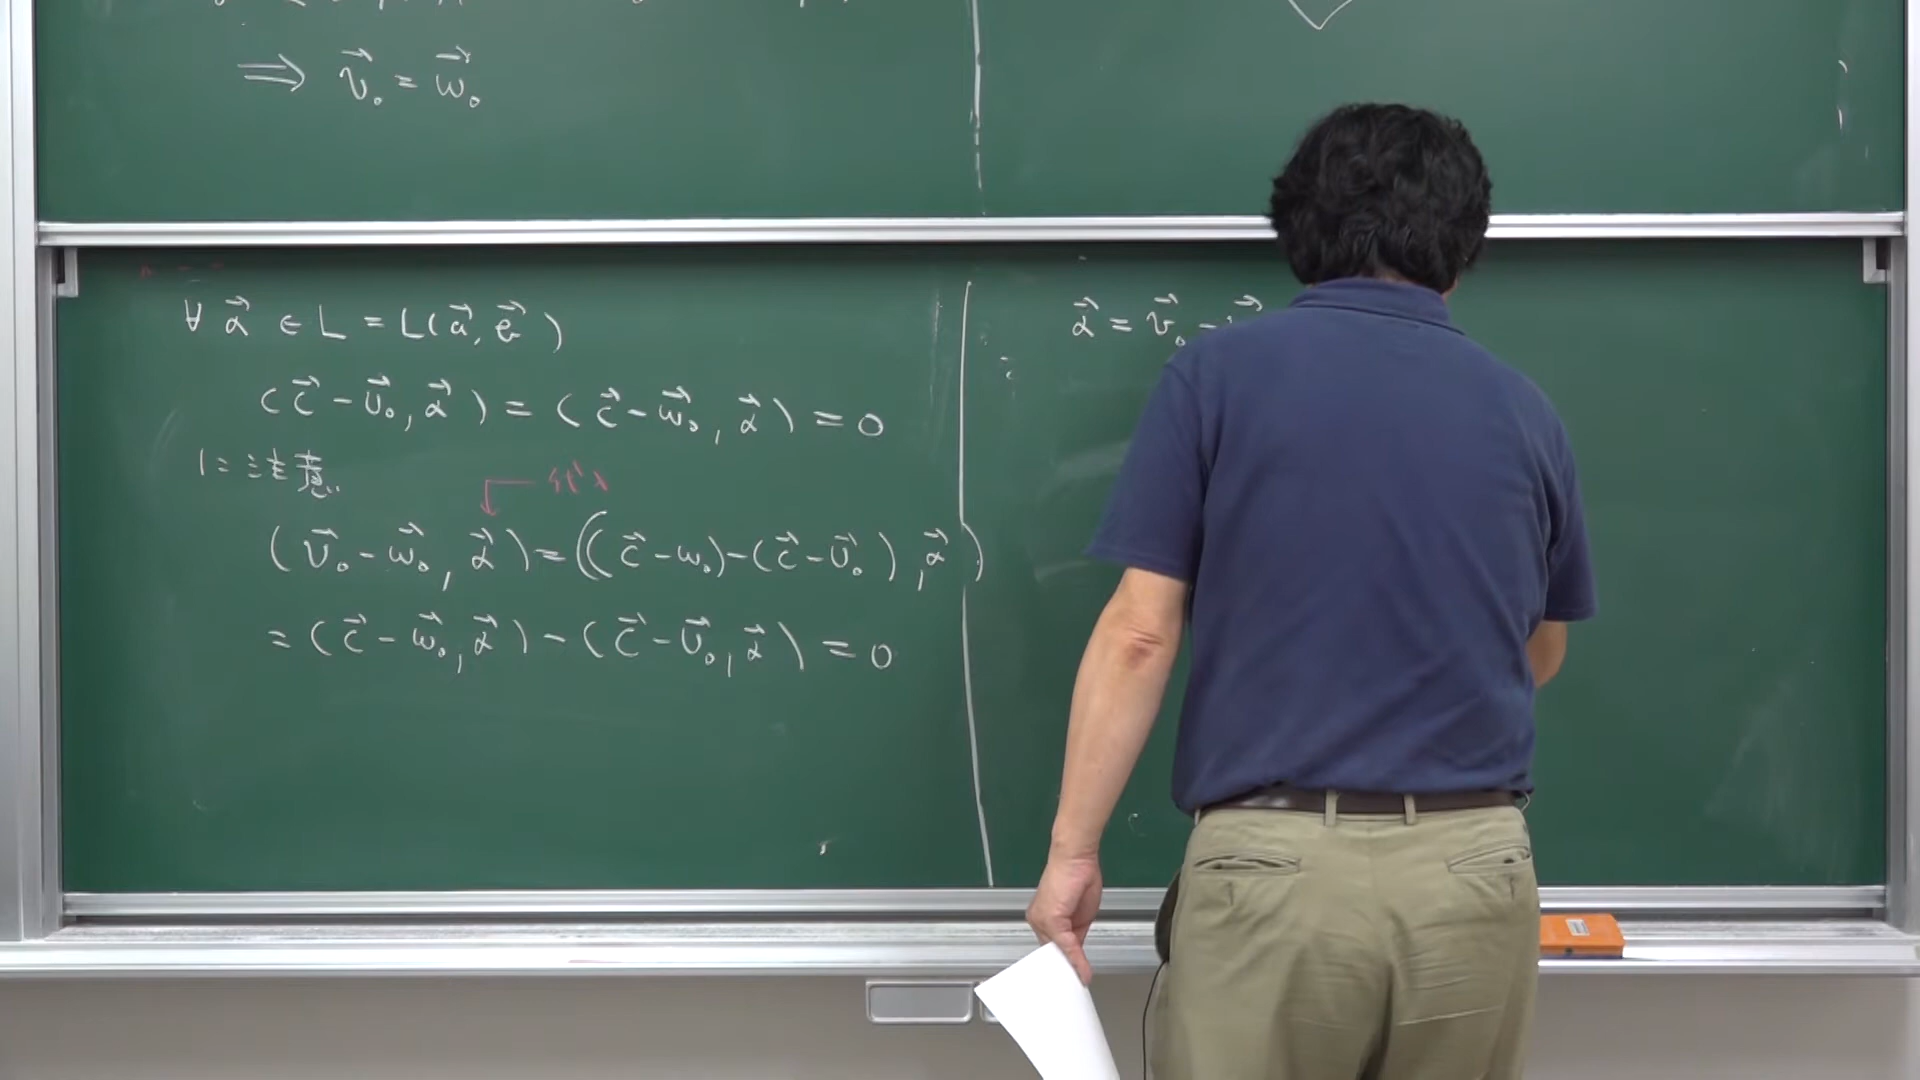 ⟹ v⃗₀ = w⃗₀
∀ α⃗ ∈ L = L(a⃗, b⃗)
(c⃗ - v⃗₀, α⃗) = (c⃗ - w⃗₀, α⃗) = 0
に注意
代入
(v⃗₀ - w⃗₀, α⃗) = ((c⃗ - w₀) - (c⃗ - v⃗₀), α⃗)
= (c⃗ - w⃗₀, α⃗) - (c⃗ - v⃗₀, α⃗) = 0
α⃗ = v⃗₀ -